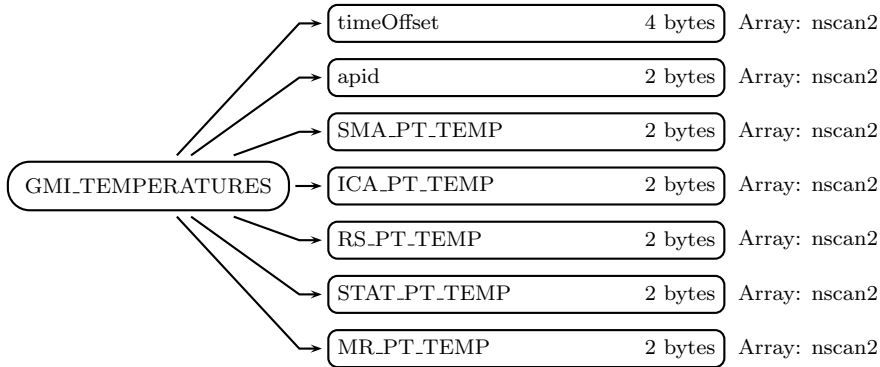 timeOffset 4 bytes Array: nscan2
apid 2 bytes Array: nscan2
SMA_PT_TEMP 2 bytes Array: nscan2
GMI_TEMPERATURES ICA_PT_TEMP 2 bytes Array: nscan2
RS_PT_TEMP 2 bytes Array: nscan2
STAT_PT_TEMP 2 bytes Array: nscan2
MR_PT_TEMP 2 bytes Array: nscan2